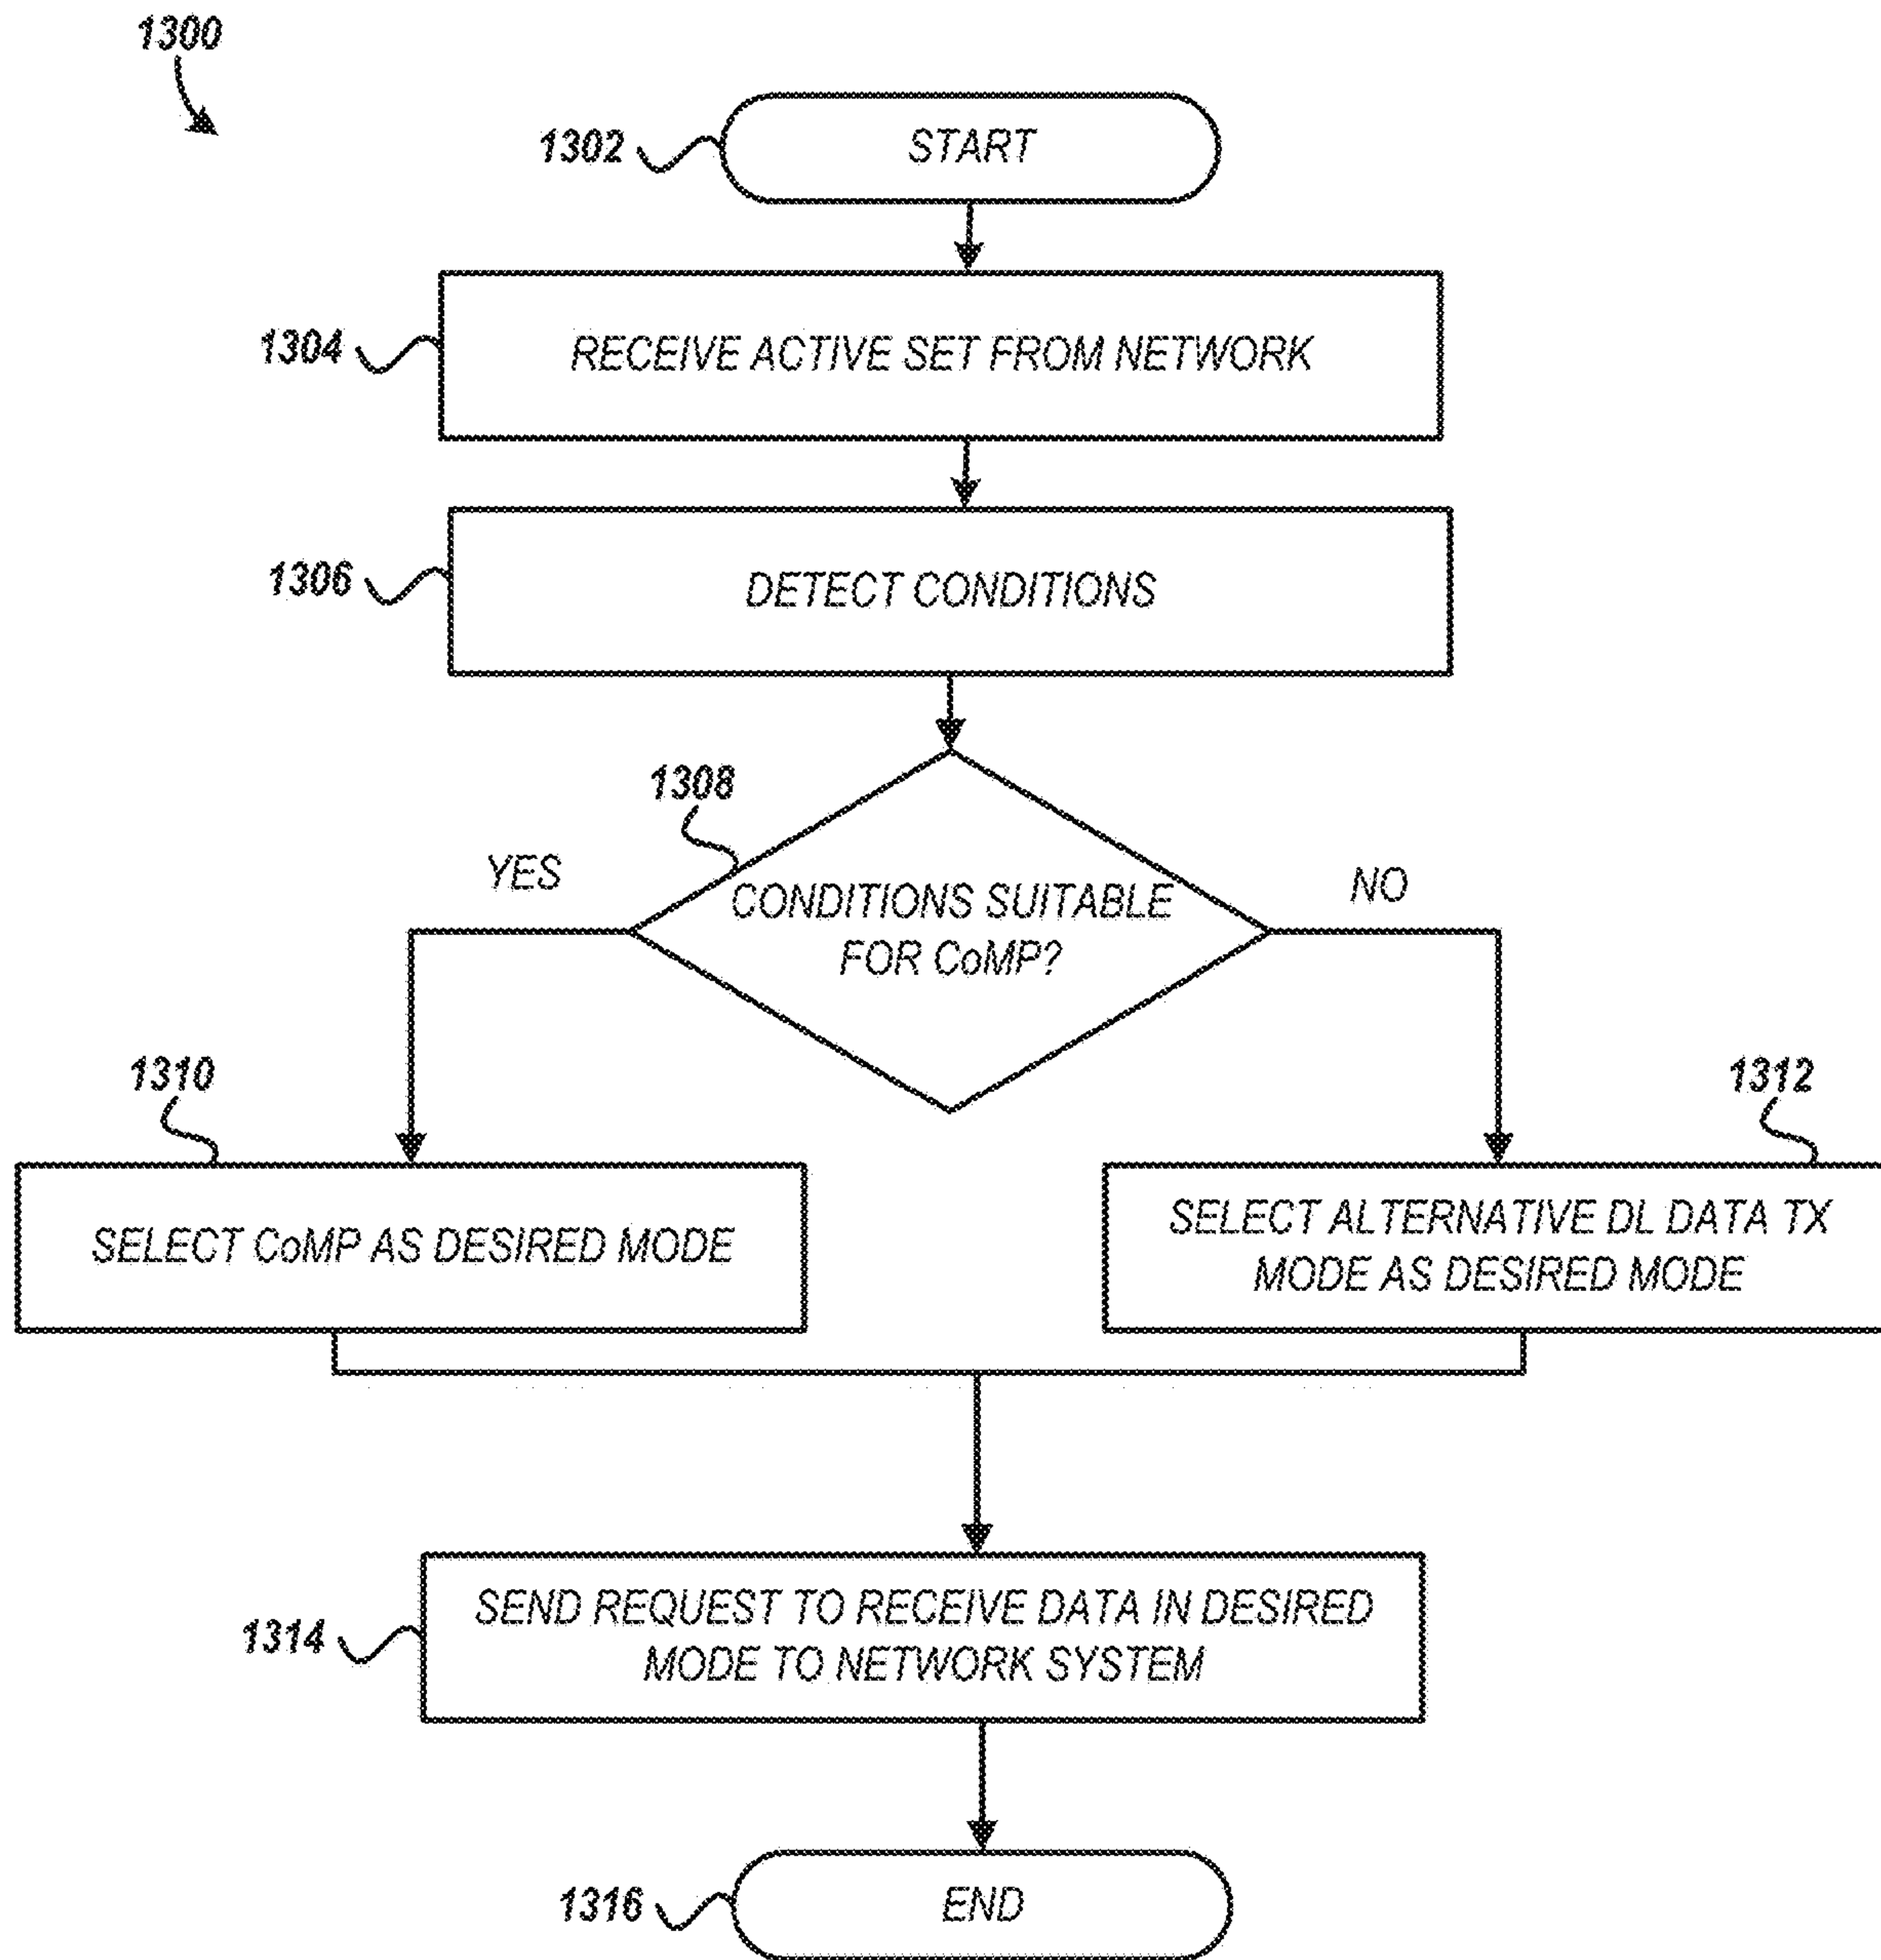 1300
1302
START
1304
RECEIVE ACTIVE SET FROM NETWORK
1306
DETECT CONDITIONS
1308
YES
CONDITIONS SUITABLE
FOR CoMP?
NO
1310
1312
SELECT CoMP AS DESIRED MODE
SELECT ALTERNATIVE DL DATA TX
MODE AS DESIRED MODE
1314
SEND REQUEST TO RECEIVE DATA IN DESIRED
MODE TO NETWORK SYSTEM
1316
END